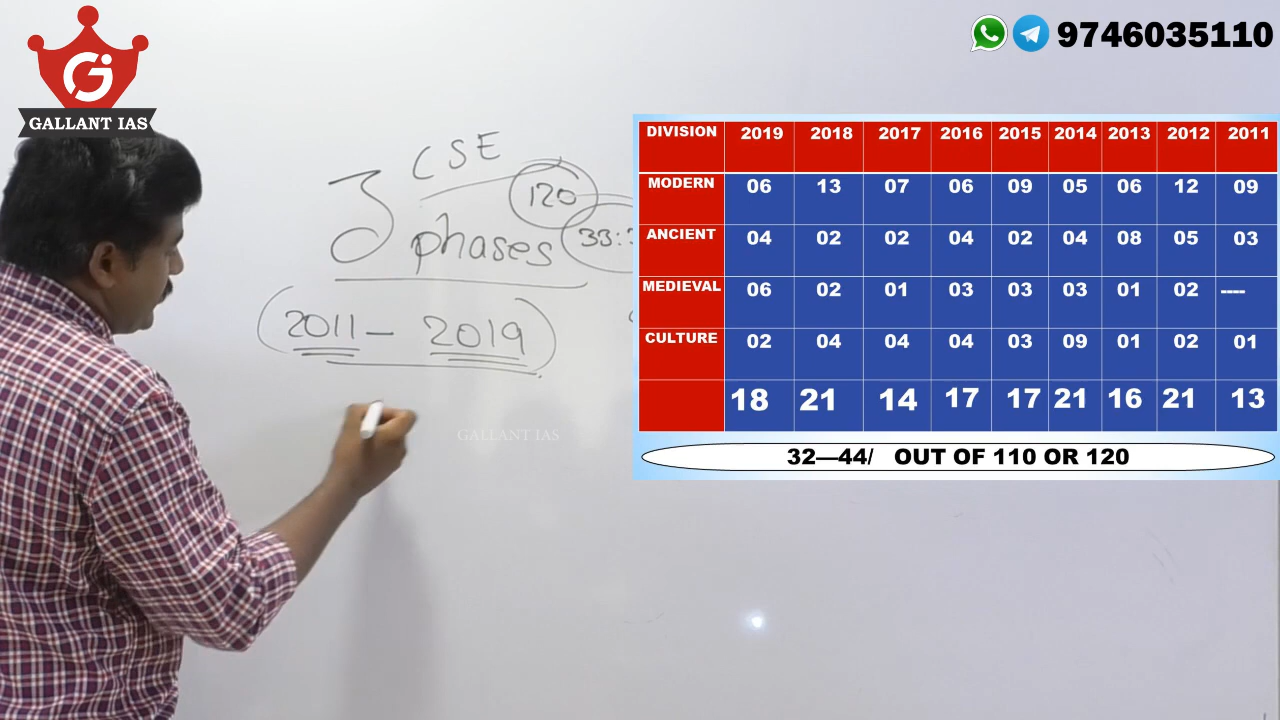 9746035110
GALLANT IAS
CSE
120
3 phases
33:
(2011 – 2019)
GALLANT IAS
DIVISION 2019 2018 2017 2016 2015 2014 2013 2012 2011
MODERN 06 13 07 06 09 05 06 12 09
ANCIENT 04 02 02 04 02 04 08 05 03
MEDIEVAL 06 02 01 03 03 03 01 02 ----
CULTURE 02 04 04 04 03 09 01 02 01
18 21 14 17 17 21 16 21 13
32—44/ OUT OF 110 OR 120